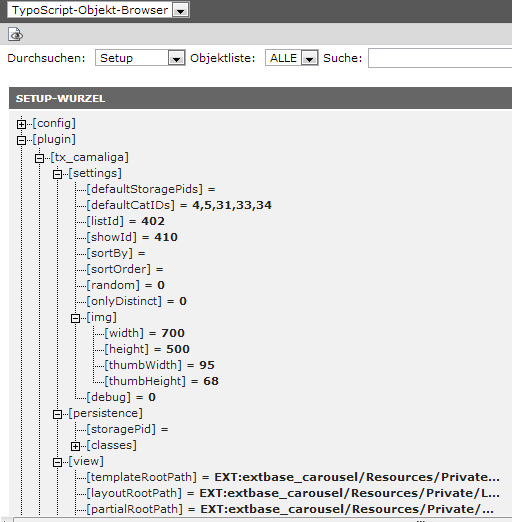 TypoScript-Objekt-Browser
Durchsuchen: Setup Objektliste: ALLE Suche:
SETUP-WURZEL
[config]
[plugin]
[tx_camaliga]
[settings]
[defaultStoragePids] =
[defaultCatIDs] = 4,5,31,33,34
[listId] = 402
[showId] = 410
[sortBy] =
[sortOrder] =
[random] = 0
[onlyDistinct] = 0
[img]
[width] = 700
[height] = 500
[thumbWidth] = 95
[thumbHeight] = 68
[debug] = 0
[persistence]
[storagePid] =
[classes]
[view]
[templateRootPath] = EXT:extbase_carousel/Resources/Private...
[layoutRootPath] = EXT:extbase_carousel/Resources/Private/L...
[partialRootPath] = EXT:extbase_carousel/Resources/Private/...